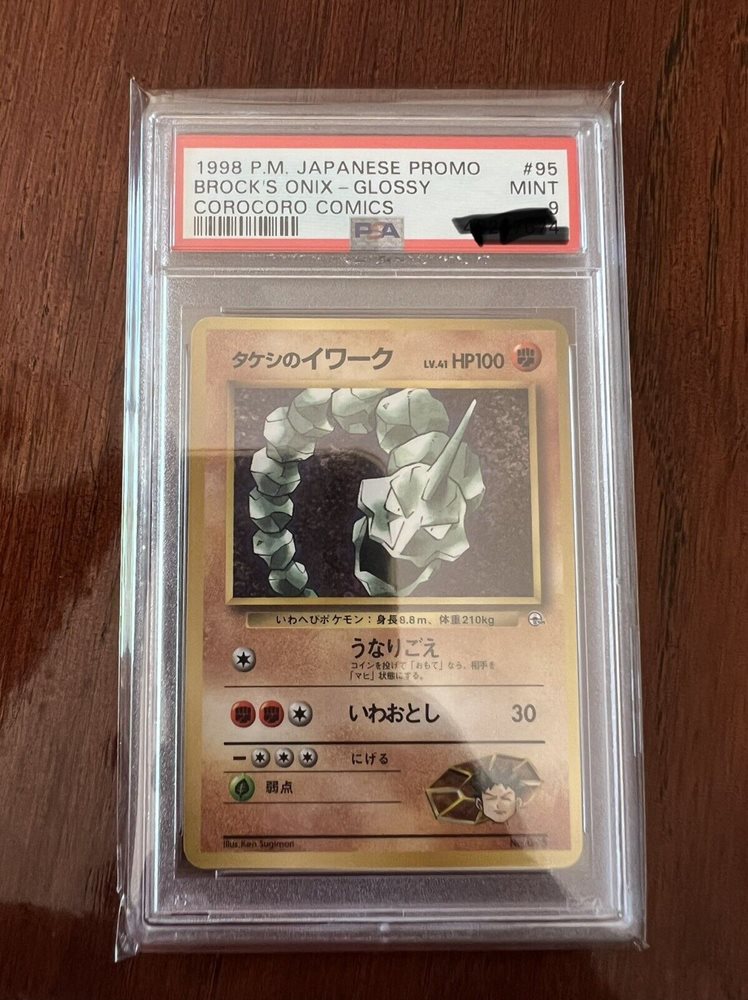 1998 P.M. JAPANESE PROMO #95
BROCK'S ONIX - GLOSSY MINT
COROCORO COMICS 9
PSA
タケシのイワーク LV.41 HP100
いわへびポケモン：身長8.8m、体重210kg
うなりごえ
コインを投げて「おもて」なら、相手を
「マヒ」状態にする。
いわおとし 30
にげる
弱点
Illus. Ken Sugimori